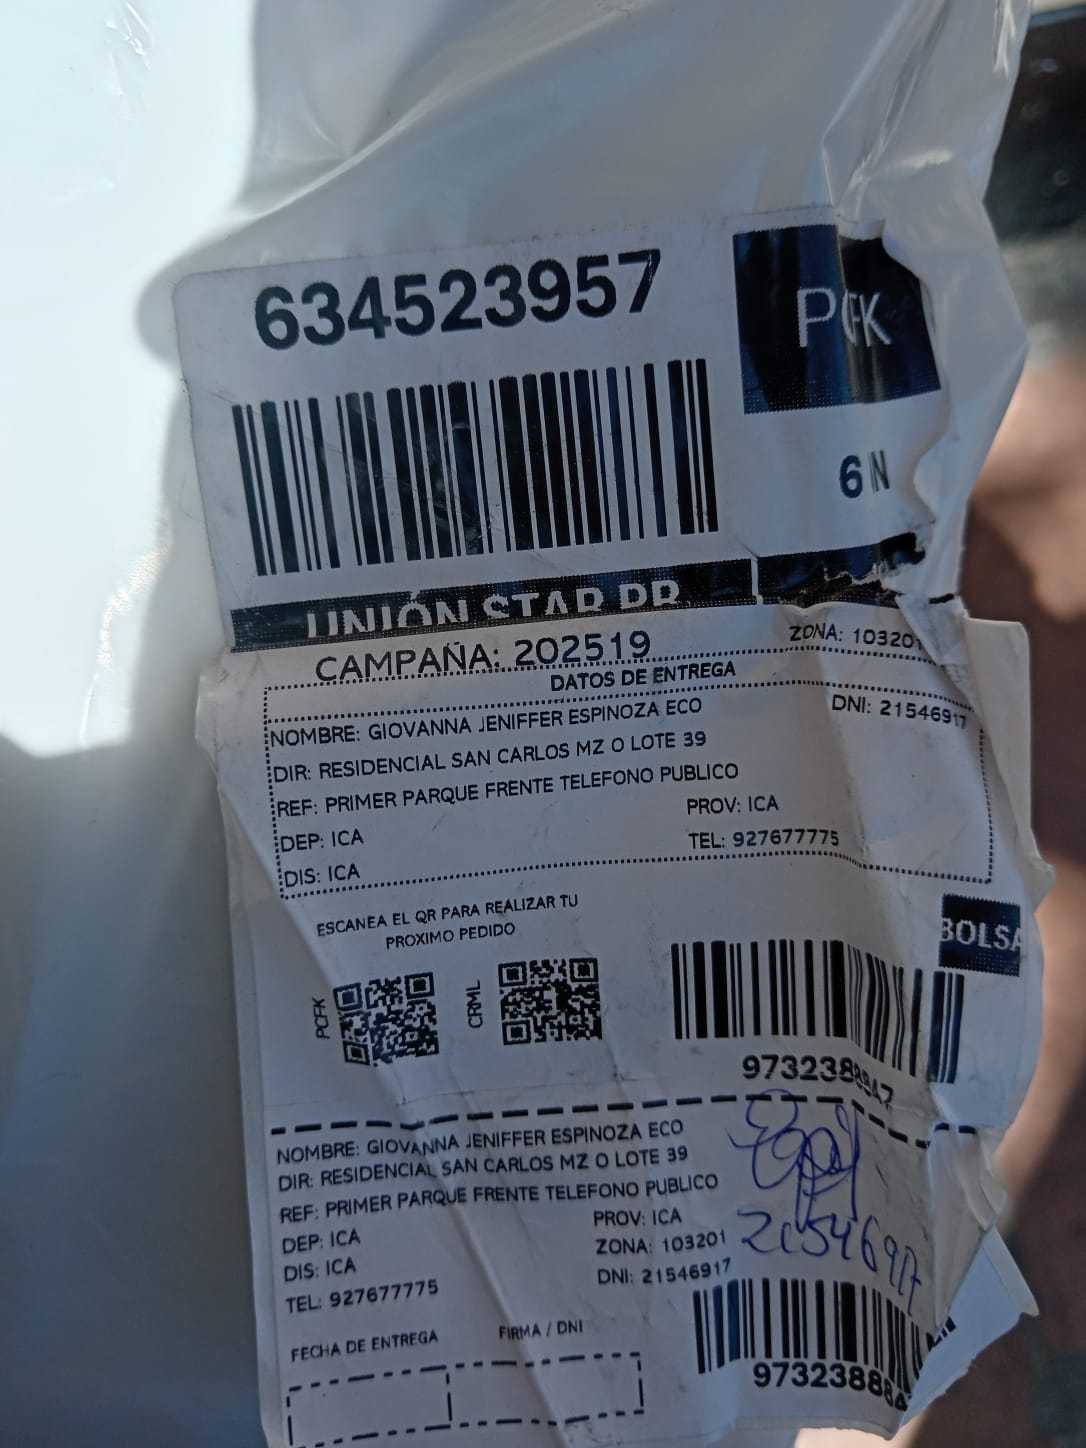 634523957
PCFK
6 N
UNIÓN STAR PR
CAMPAÑA: 202519
ZONA: 103201
DATOS DE ENTREGA
NOMBRE: GIOVANNA JENIFFER ESPINOZA ECO DNI: 21546917
DIR: RESIDENCIAL SAN CARLOS MZ O LOTE 39
REF: PRIMER PARQUE FRENTE TELEFONO PUBLICO
DEP: ICA PROV: ICA
DIS: ICA TEL: 927677775
ESCANEA EL QR PARA REALIZAR TU
PROXIMO PEDIDO
BOLSA
PCFK
CRML
9732388847
NOMBRE: GIOVANNA JENIFFER ESPINOZA ECO
DIR: RESIDENCIAL SAN CARLOS MZ O LOTE 39
REF: PRIMER PARQUE FRENTE TELEFONO PUBLICO
DEP: ICA PROV: ICA
DIS: ICA ZONA: 103201
TEL: 927677775 DNI: 21546917
21546917
FECHA DE ENTREGA FIRMA / DNI
973238884